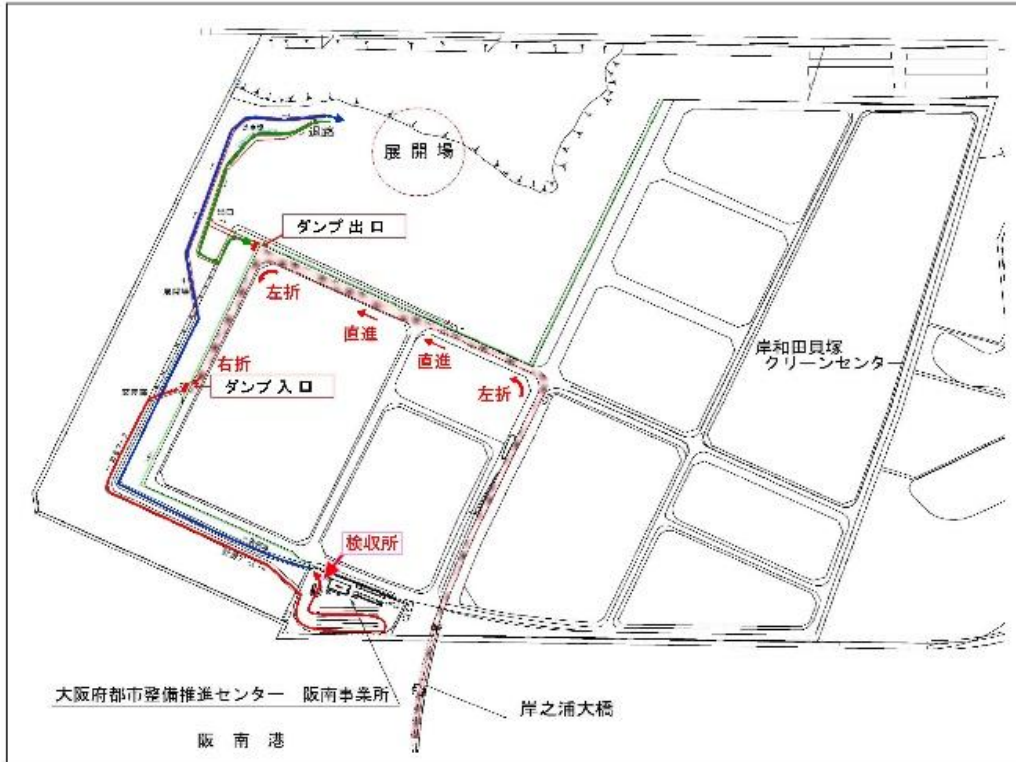 退路
展開場
出口
ダンプ出口
左折
直進
直進
右折
ダンプ入口
左折
岸和田貝塚
クリーンセンター
検収所
大阪府都市整備推進センター 阪南事業所
岸之浦大橋
阪南港